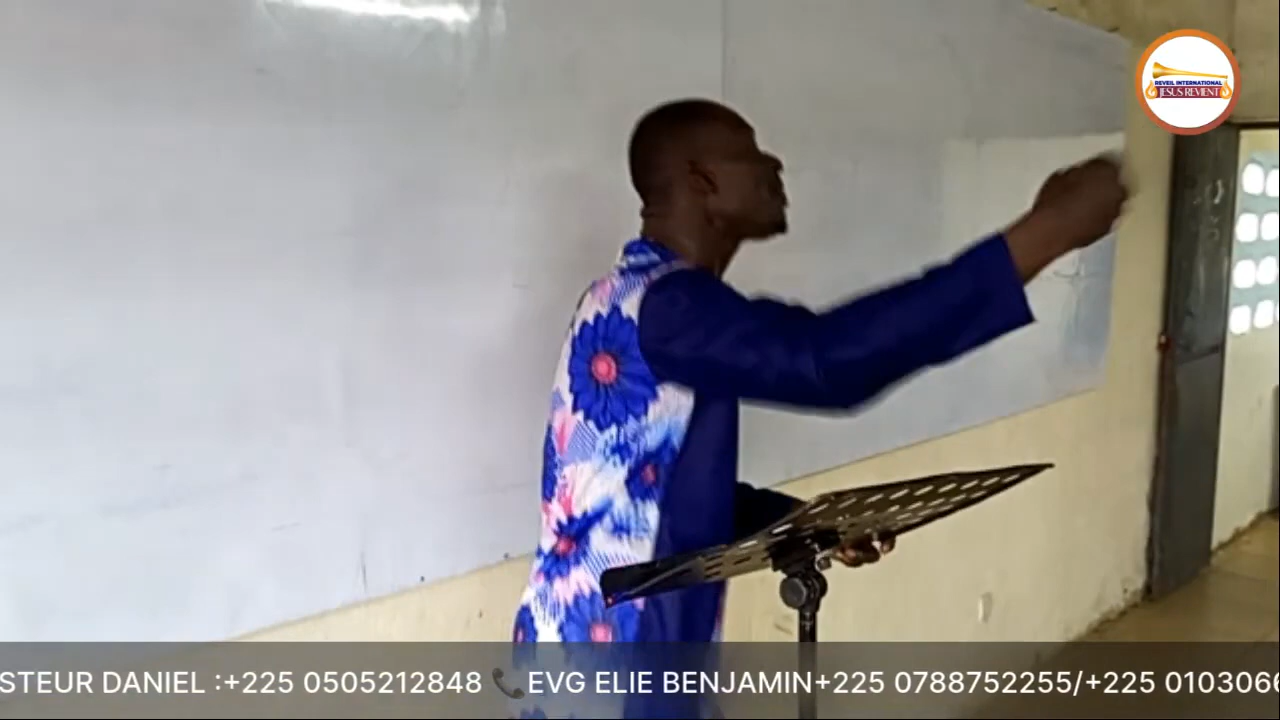 REVEIL INTERNATIONAL
JESUS REVIENT
STEUR DANIEL :+225 0505212848 📞EVG ELIE BENJAMIN+225 0788752255/+225 0103066